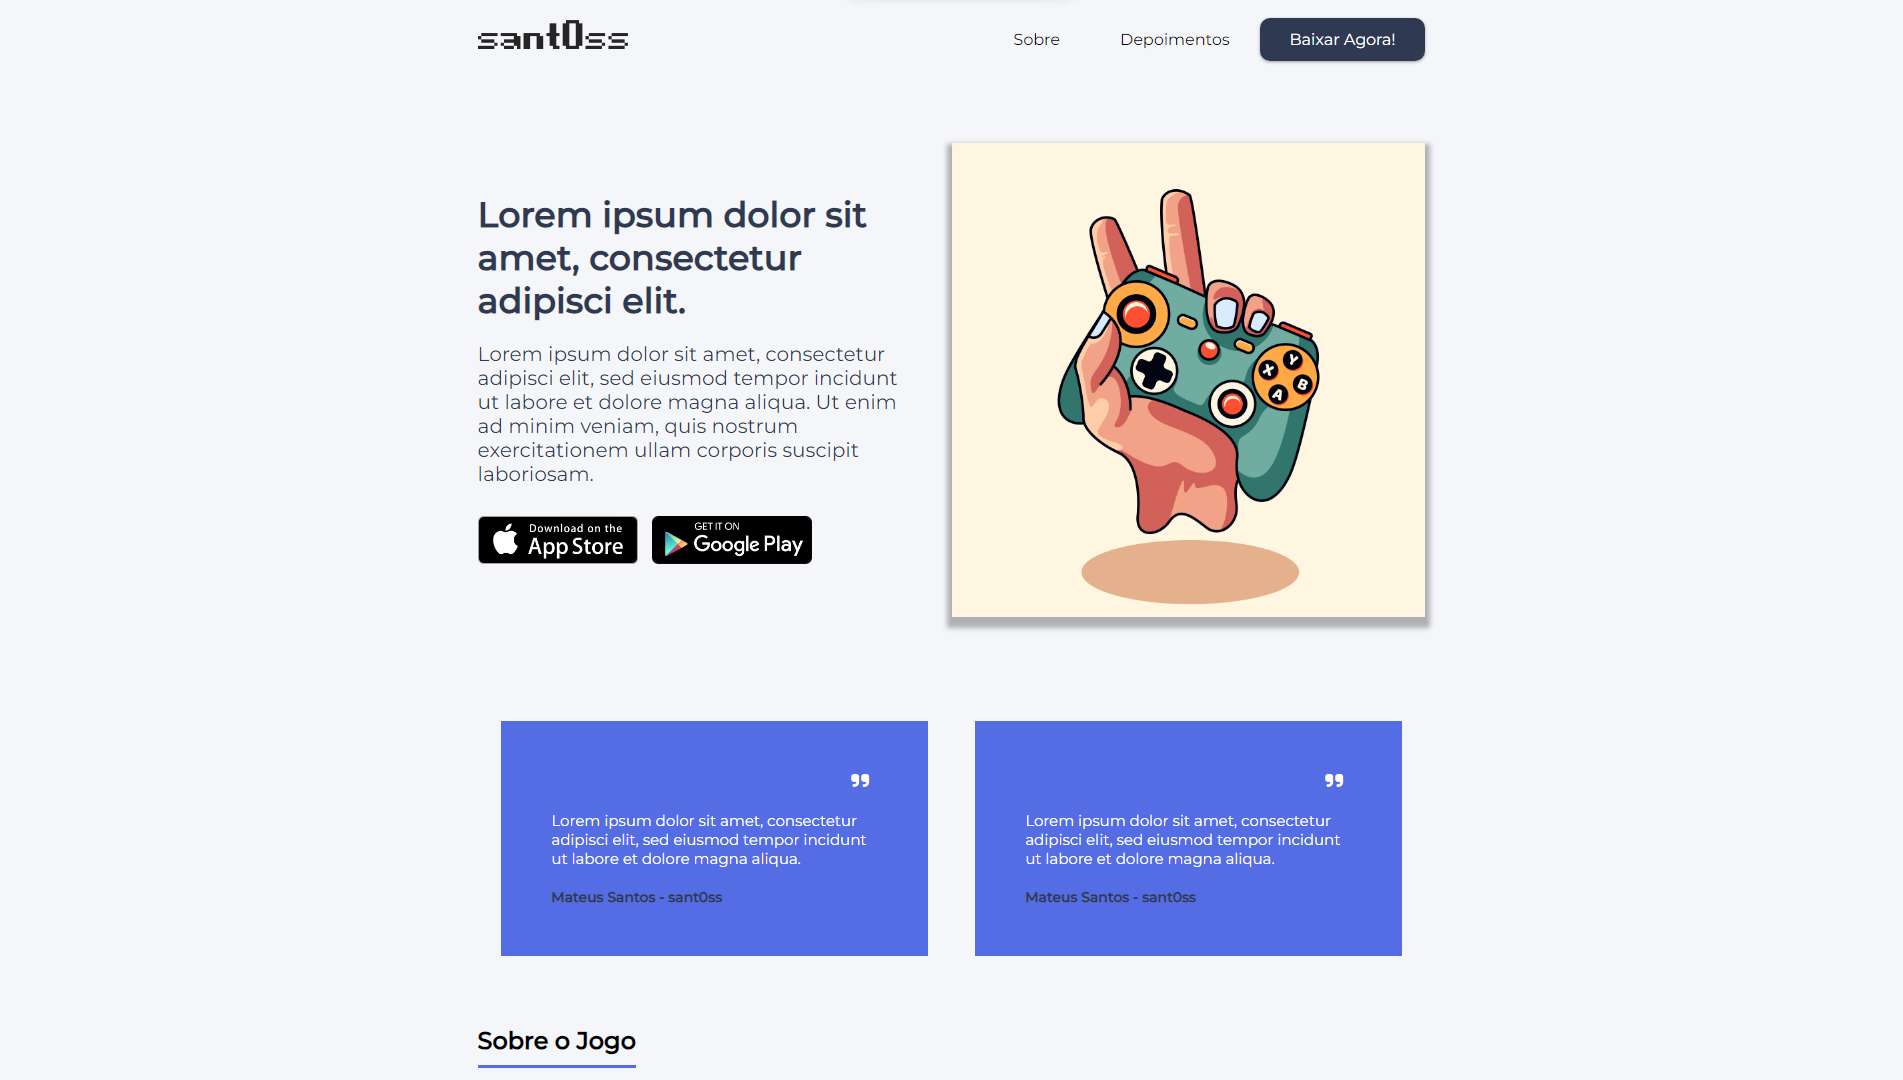 sant0ss
Sobre
Depoimentos
Baixar Agora!
Lorem ipsum dolor sit
amet, consectetur
adipisci elit.
Lorem ipsum dolor sit amet, consectetur
adipisci elit, sed eiusmod tempor incidunt
ut labore et dolore magna aliqua. Ut enim
ad minim veniam, quis nostrum
exercitationem ullam corporis suscipit
laboriosam.
Download on the
App Store
GET IT ON
Google Play
Y
X
B
A
Lorem ipsum dolor sit amet, consectetur
adipisci elit, sed eiusmod tempor incidunt
ut labore et dolore magna aliqua.
Mateus Santos - sant0ss
Lorem ipsum dolor sit amet, consectetur
adipisci elit, sed eiusmod tempor incidunt
ut labore et dolore magna aliqua.
Mateus Santos - sant0ss
Sobre o Jogo